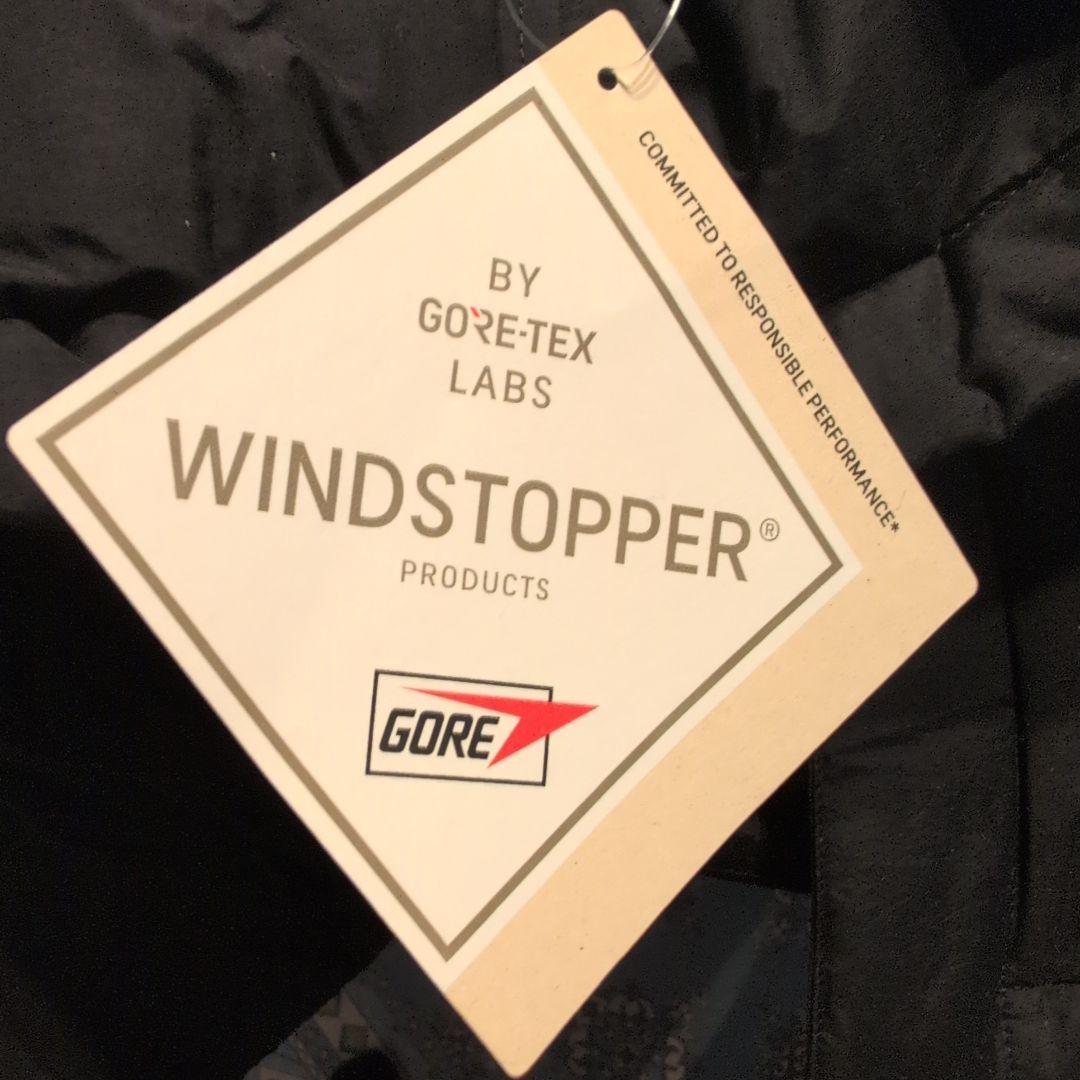 COMMITTED TO RESPONSIBLE PERFORMANCE*
BY
GORE-TEX
LABS
WINDSTOPPER®
PRODUCTS
GORE